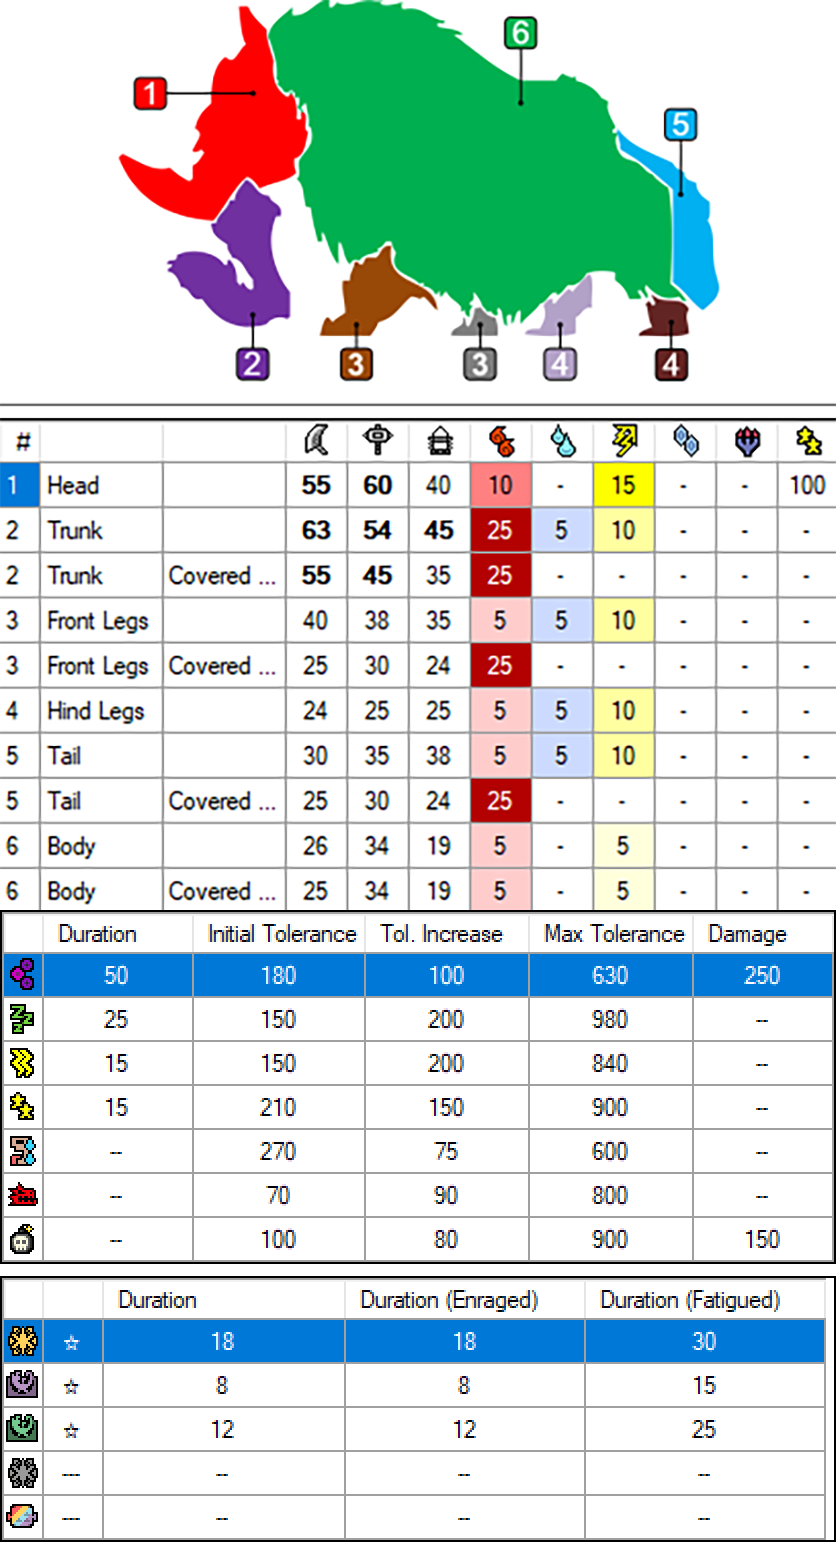 6
1
5
2 3 3 4 4
#
1 Head 55 60 40 10 - 15 - - 100
2 Trunk 63 54 45 25 5 10 - - -
2 Trunk Covered ... 55 45 35 25 - - - - -
3 Front Legs 40 38 35 5 5 10 - - -
3 Front Legs Covered ... 25 30 24 25 - - - - -
4 Hind Legs 24 25 25 5 5 10 - - -
5 Tail 30 35 38 5 5 10 - - -
5 Tail Covered ... 25 30 24 25 - - - - -
6 Body 26 34 19 5 - 5 - - -
6 Body Covered ... 25 34 19 5 - 5 - - -
Duration Initial Tolerance Tol. Increase Max Tolerance Damage
50 180 100 630 250
25 150 200 980 --
15 150 200 840 --
15 210 150 900 --
-- 270 75 600 --
-- 70 90 800 --
-- 100 80 900 150
Duration Duration (Enraged) Duration (Fatigued)
☆ 18 18 30
☆ 8 8 15
☆ 12 12 25
--- -- -- --
--- -- -- --